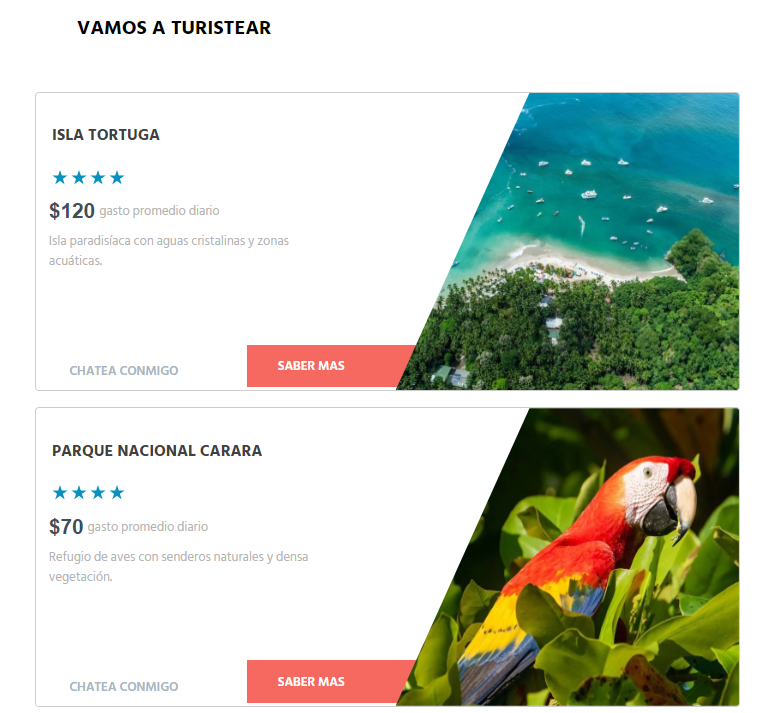 VAMOS A TURISTEAR
ISLA TORTUGA
★★★★
$120 gasto promedio diario
Isla paradisíaca con aguas cristalinas y zonas
acuáticas.
CHATEA CONMIGO
SABER MAS
PARQUE NACIONAL CARARA
★★★★
$70 gasto promedio diario
Refugio de aves con senderos naturales y densa
vegetación.
CHATEA CONMIGO
SABER MAS